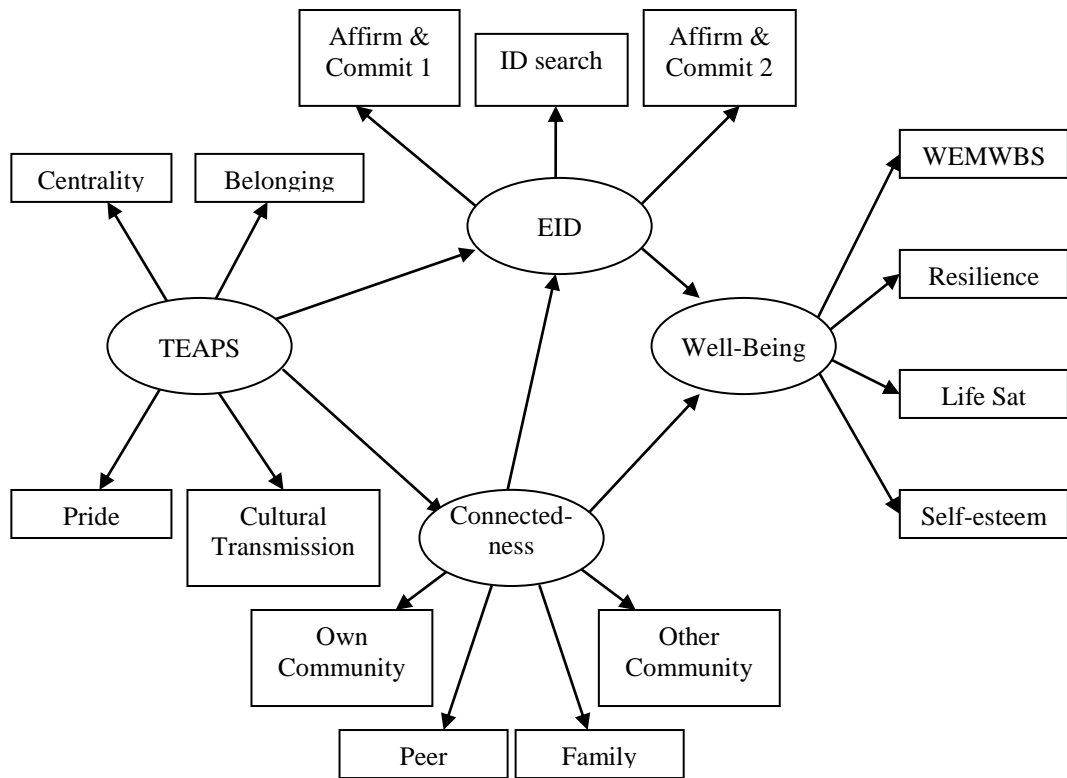 Affirm &
Commit 1
ID search
Affirm &
Commit 2
WEMWBS
Centrality
Belonging
EID
Resilience
TEAPS
Well-Being
Life Sat
Pride
Cultural
Transmission
Connected-
ness
Self-esteem
Own
Community
Other
Community
Peer
Family